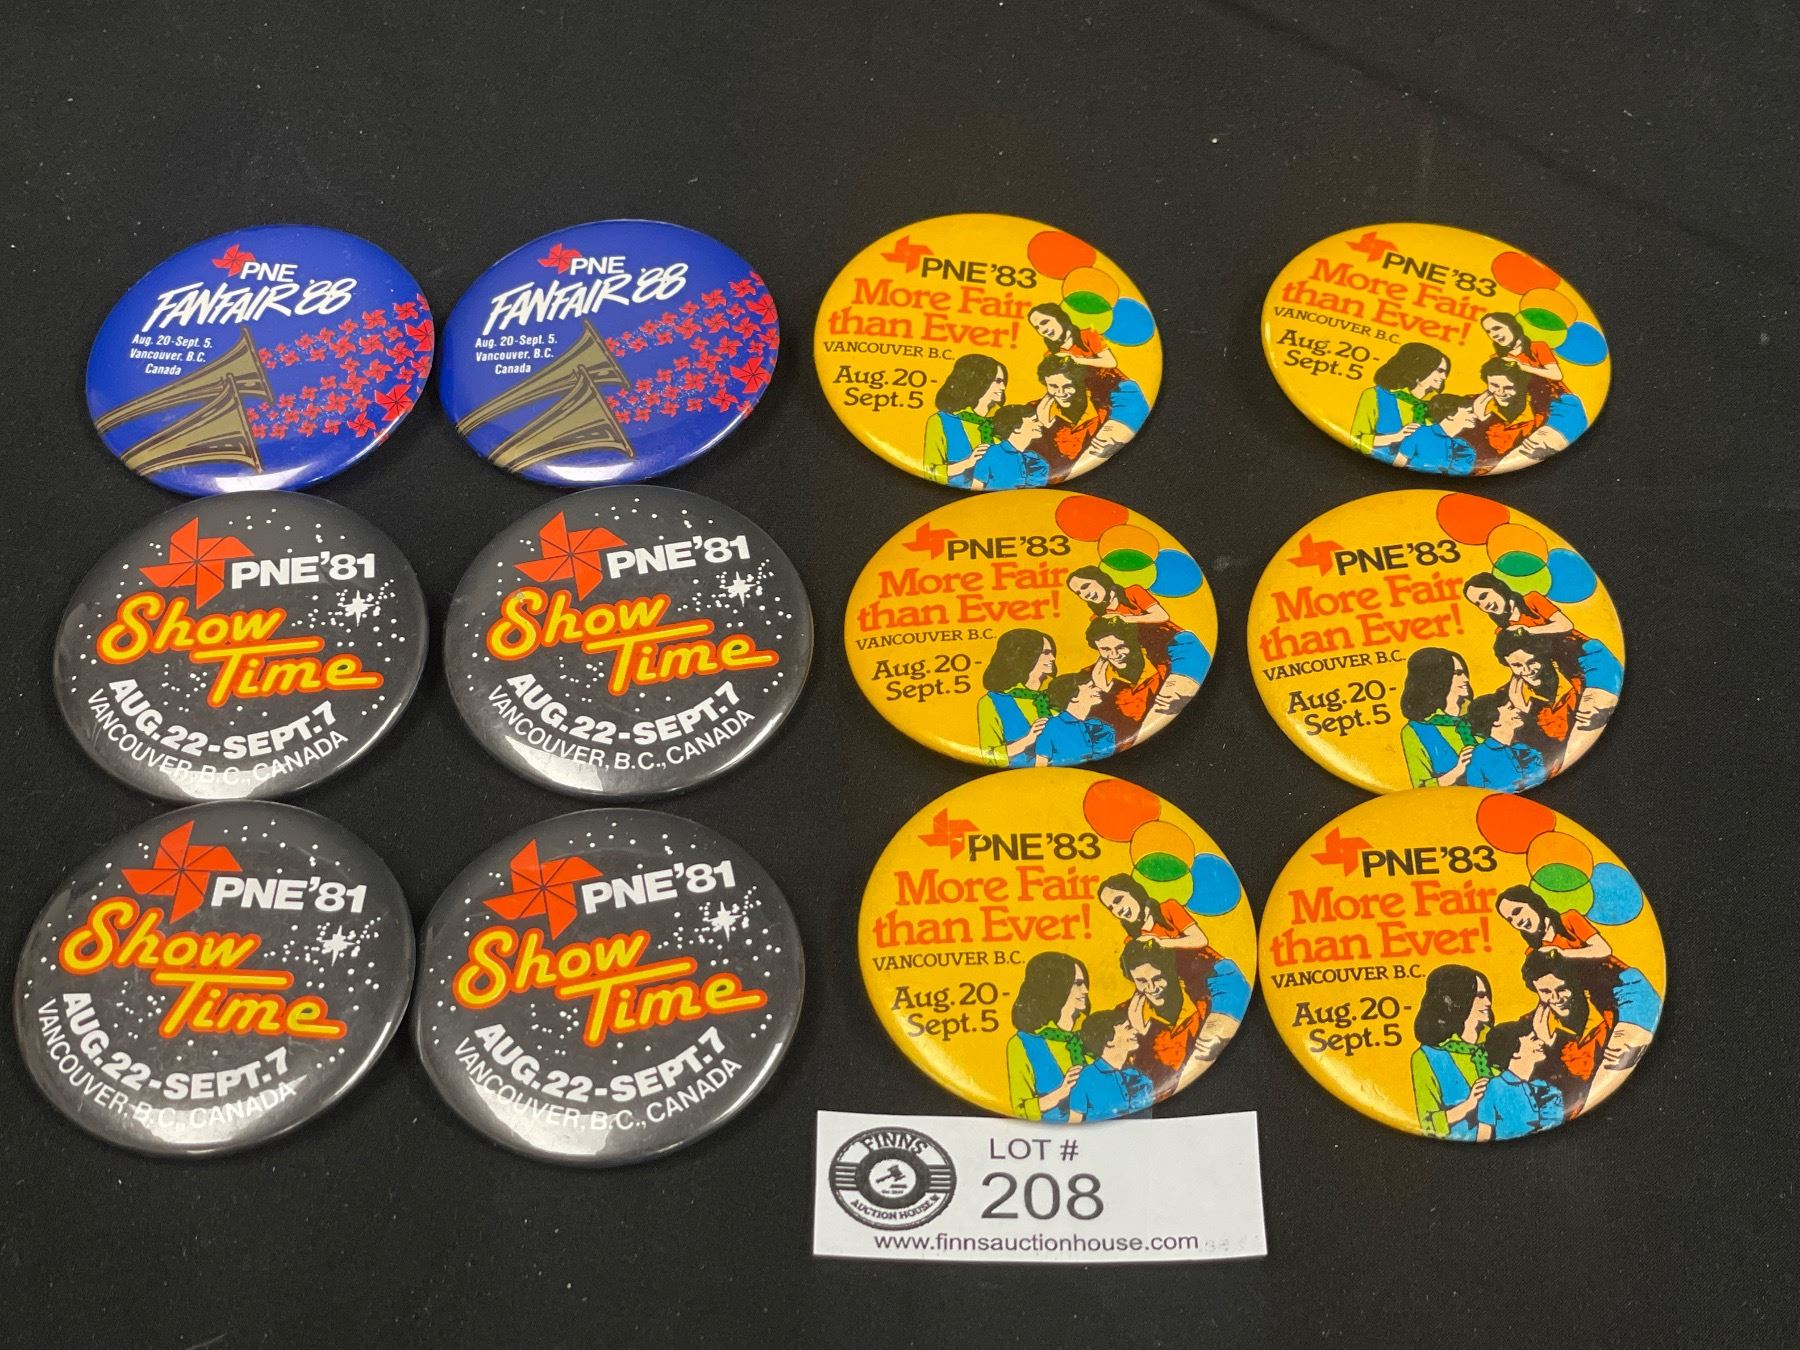 PNE
FANFAIR '88
Aug. 20-Sept. 5.
Vancouver, B.C.
Canada
PNE
FANFAIR '88
Aug. 20-Sept. 5.
Vancouver, B.C.
Canada
PNE'83
More Fair
than Ever!
VANCOUVER B.C.
Aug. 20-
Sept. 5
PNE'83
More Fair
than Ever!
VANCOUVER B.C.
Aug. 20-
Sept. 5
PNE'81
Show
Time
AUG. 22-SEPT. 7
VANCOUVER, B.C., CANADA
PNE'81
Show
Time
AUG. 22-SEPT. 7
VANCOUVER, B.C., CANADA
PNE'83
More Fair
than Ever!
VANCOUVER B.C.
Aug. 20-
Sept. 5
PNE'83
More Fair
than Ever!
VANCOUVER B.C.
Aug. 20-
Sept. 5
PNE'81
Show
Time
AUG. 22-SEPT. 7
VANCOUVER, B.C., CANADA
PNE'81
Show
Time
AUG. 22-SEPT. 7
VANCOUVER, B.C., CANADA
PNE'83
More Fair
than Ever!
VANCOUVER B.C.
Aug. 20-
Sept. 5
PNE'83
More Fair
than Ever!
VANCOUVER B.C.
Aug. 20-
Sept. 5
FINNS
AUCTION HOUSE
LOT #
208
www.finnsauctionhouse.com